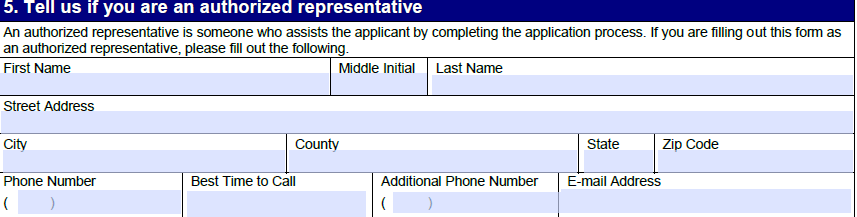 5. Tell us if you are an authorized representative
An authorized representative is someone who assists the applicant by completing the application process. If you are filling out this form as
an authorized representative, please fill out the following.
First Name Middle Initial Last Name
Street Address
City County State Zip Code
Phone Number Best Time to Call Additional Phone Number E-mail Address
( ) ( )